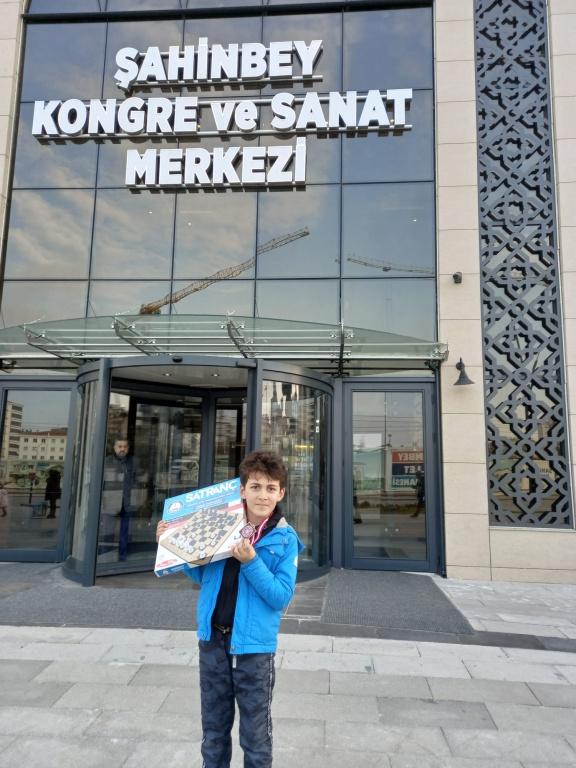 ŞAHİNBEY
KONGRE ve SANAT
MERKEZİ
SATRANÇ